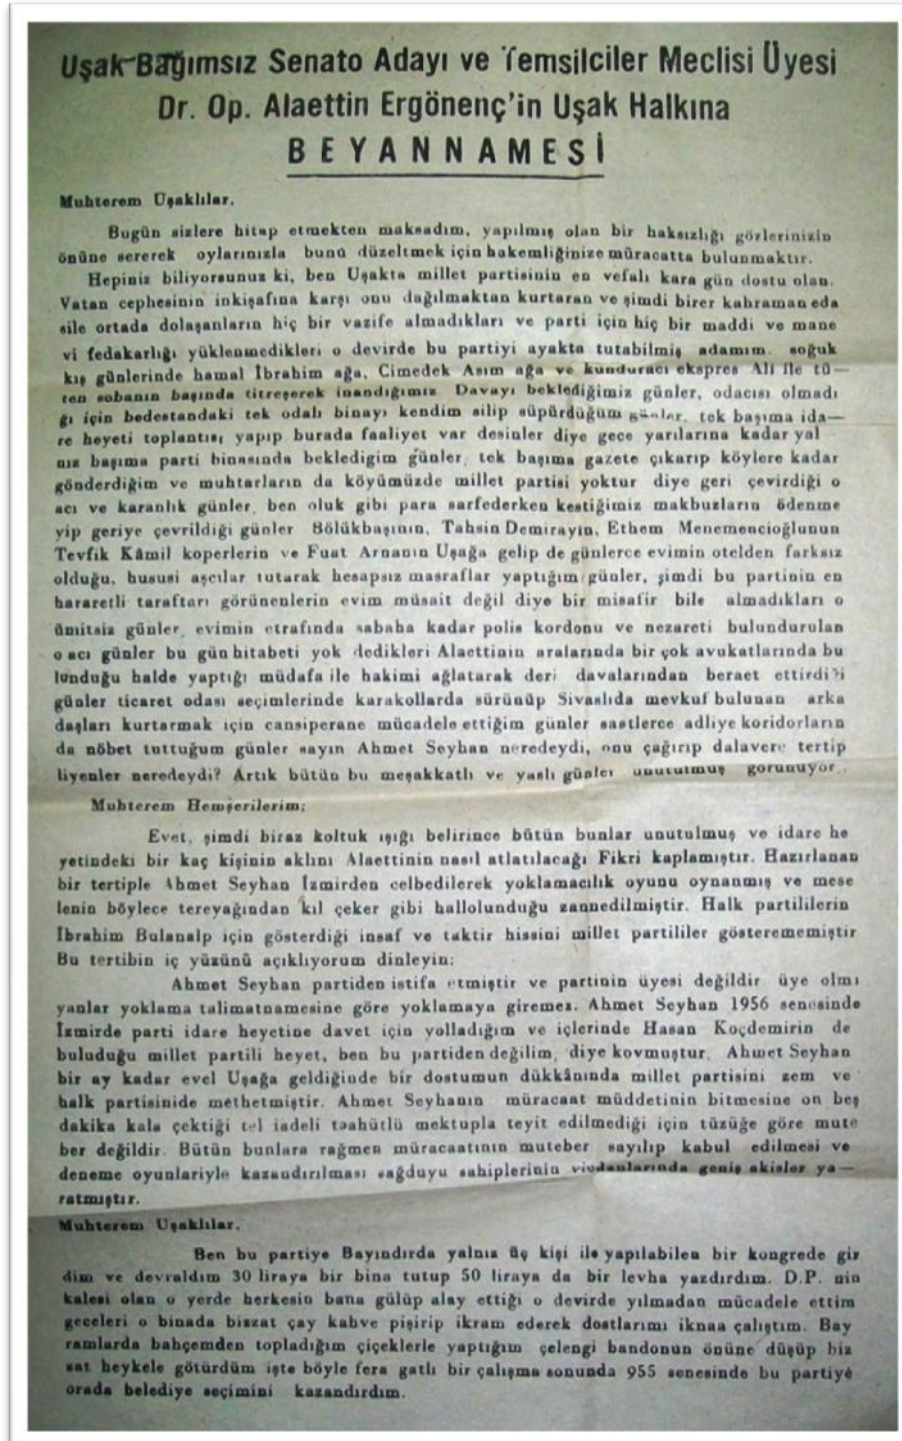 Uşak Bağımsız Senato Adayı ve Temsilciler Meclisi Üyesi
Dr. Op. Alaettin Ergönenç'in Uşak Halkına
BEYANNAMESİ
Muhterem Uşaklılar.
Bugün sizlere hitap etmekten maksadım, yapılmış olan bir haksızlığı gözlerinizin
önüne sererek oylarınızla bunu düzeltmek için hakemliğinize müracatta bulunmaktır.
Hepiniz biliyorsunuz ki, ben Uşakta millet partisinin en vefalı kara gün dostu olan.
Vatan cephesinin inkişafına karşı onu dağılmaktan kurtaran ve şimdi birer kahraman eda
sile ortada dolaşanların hiç bir vazife almadıkları ve parti için hiç bir maddi ve mane
vi fedakarlığı yüklenmedikleri o devirde bu partiyi ayakta tutabilmiş adamım. soğuk
kış günlerinde hamal İbrahim ağa, Cimedek Asım ağa ve kunduracı ekspres Ali ile tü—
ten sobanın başında titreşerek inandığımız Davayı beklediğimiz günler, odacısı olmadı
ğı için bedestandaki tek odalı binayı kendim silip süpürdüğüm günler, tek başıma ida—
re heyeti toplantısı yapıp burada faaliyet var desinler diye gece yarılarına kadar yal
nız başıma parti binasında bekledigim günler, tek başıma gazete çıkarıp köylere kadar
gönderdiğim ve muhtarların da köyümüzde millet partisi yoktur diye geri çevirdiği o
acı ve karanlık günler, ben oluk gibi para sarfederken kestiğimiz makbuzların ödenme
yip geriye çevrildiği günler Bölükbaşının, Tahsin Demirayın, Ethem Menemencioğlunun
Tevfik Kâmil koperlerin ve Fuat Arnanın Uşağa gelip de günlerce evimin otelden farksız
olduğu, hususi aşcılar tutarak hesapsız masraflar yaptığım günler, şimdi bu partinin en
hararetli taraftarı görünenlerin evim müsait değil diye bir misafir bile almadıkları o
ümitsiz günler, evimin etrafında sabaha kadar polis kordonu ve nezareti bulundurulan
o acı günler bu gün hitabeti yok dedikleri Alaettinin aralarında bir çok avukatlarında bu
lunduğu halde yaptığı müdafa ile hakimi ağlatarak deri davalarından beraet ettirdiği
günler ticaret odası seçimlerinde karakollarda sürünüp Sivaslıda mevkuf bulunan arka
daşları kurtarmak için cansiperane mücadele ettiğim günler saatlerce adliye koridorların
da nöbet tuttuğum günler sayın Ahmet Seyhan neredeydi, onu çağırıp dalavere tertip
liyenler neredeydi? Artık bütün bu meşakkatlı ve yaslı günler unutulmuş gorunuyor..
Muhterem Hemşerilerim;
Evet, şimdi biraz koltuk ışığı belirince bütün bunlar unutulmuş ve idare he
yetindeki bir kaç kişinin aklını Alaettinin nasıl atlatılacağı Fikri kaplamıştır. Hazırlanan
bir tertiple Ahmet Seyhan İzmirden celbedilerek yoklamacılık oyunu oynanmış ve mese
lenin böylece tereyağından kıl çeker gibi hallolunduğu zannedilmiştir. Halk partililerin
İbrahim Bulanalp için gösterdiği insaf ve taktir hissini millet partililer gösterememiştir
Bu tertibin iç yüzünü açıklıyorum dinleyin:
Ahmet Seyhan partiden istifa etmiştir ve partinin üyesi değildir üye olmı
yanlar yoklama talimatnamesine göre yoklamaya giremez. Ahmet Seyhan 1956 senesinde
İzmirde parti idare heyetine davet için yolladığım ve içlerinde Hasan Koçdemirin de
buluduğu millet partili heyet, ben bu partiden değilim, diye kovmuştur. Ahmet Seyhan
bir ay kadar evel Uşağa geldiğinde bir dostumun dükkânında millet partisini zem ve
halk partisinide methetmiştir. Ahmet Seyhanın müracaat müddetinin bitmesine on beş
dakika kala çektiği tel iadeli taahütlü mektupla teyit edilmediği için tüzüğe göre mute
ber değildir. Bütün bunlara rağmen müracaatının muteber sayılıp kabul edilmesi ve
deneme oyunlariyle kazandırılması sağduyu sahiplerinin vicdanlarında geniş akisler ya—
ratmıştır.
Muhterem Uşaklılar.
Ben bu partiye Bayındırda yalnız üç kişi ile yapılabilen bir kongrede gir
dim ve devraldım 30 liraya bir bina tutup 50 liraya da bir levha yazdırdım. D.P. nin
kalesi olan o yerde herkesin bana gülüp alay ettiği o devirde yılmadan mücadele ettim
geceleri o binada bizzat çay kahve pişirip ikram ederek dostlarımı iknaa çalıştım. Bay
ramlarda bahçemden topladığım çiçeklerle yaptığım çelengi bandonun önüne düşüp biz
zat heykele götürdüm işte böyle fera gatlı bir çalışma sonunda 955 senesinde bu partiye
orada belediye seçimini kazandırdım.